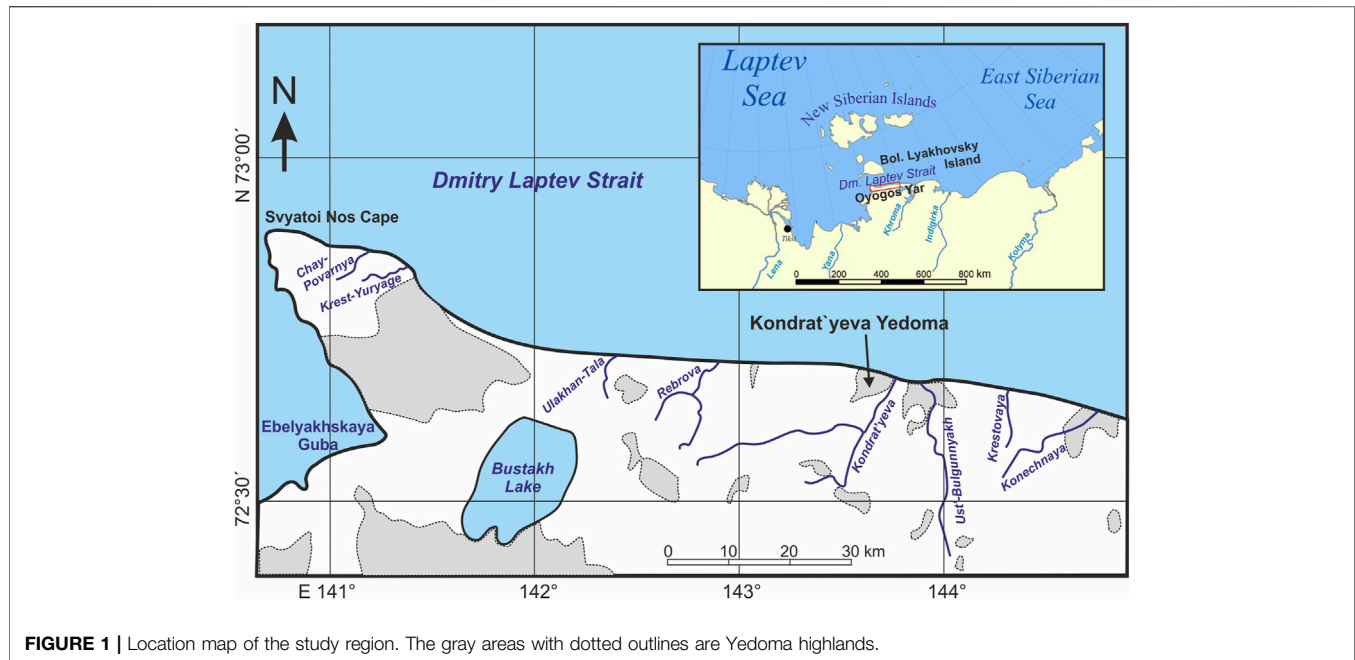 N
N 73°00´
72°30´
Dmitry Laptev Strait
Svyatoi Nos Cape
Chay-
Povarnya
Krest-Yuryage
Ebelyakhskaya
Guba
Bustakh
Lake
Ulakhan-Tala
Rebrova
Kondrat`yeva Yedoma
Kondrat'yeva
Ust'-Bulgunnyakh
Krestovaya
Konechnaya
0 10 20 30 km
E 141° 142° 143° 144°
Laptev
Sea
East Siberian
Sea
New Siberian Islands
Bol. Lyakhovsky
Island
Dm. Laptev Strait
Oyogos Yar
Tiksi
Lena
Yana
Khroma
Indigirka
Kolyma
0 200 400 600 800 km
FIGURE 1 | Location map of the study region. The gray areas with dotted outlines are Yedoma highlands.